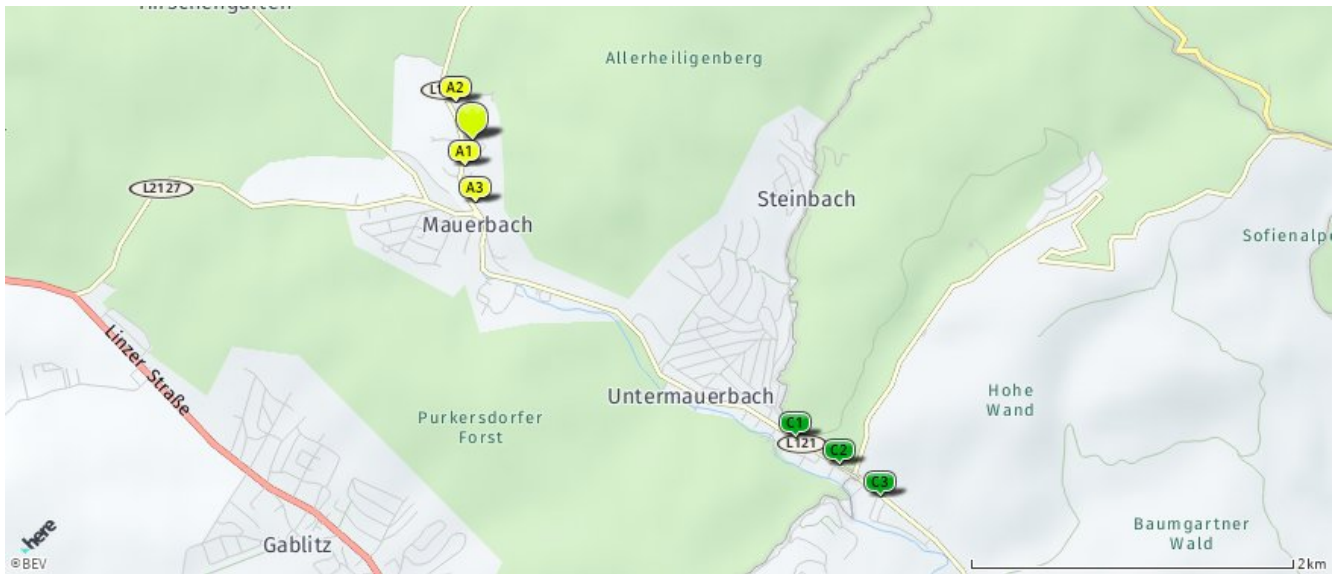 Allerheiligenberg
A2
A1
A3
L2127
Mauerbach
Steinbach
Sofienalpe
Linzer Straße
Untermauerbach
Purkersdorfer
Forst
Hohe
Wand
C1
L121
C2
C3
Gablitz
Baumgartner
Wald
here
©BEV
2km